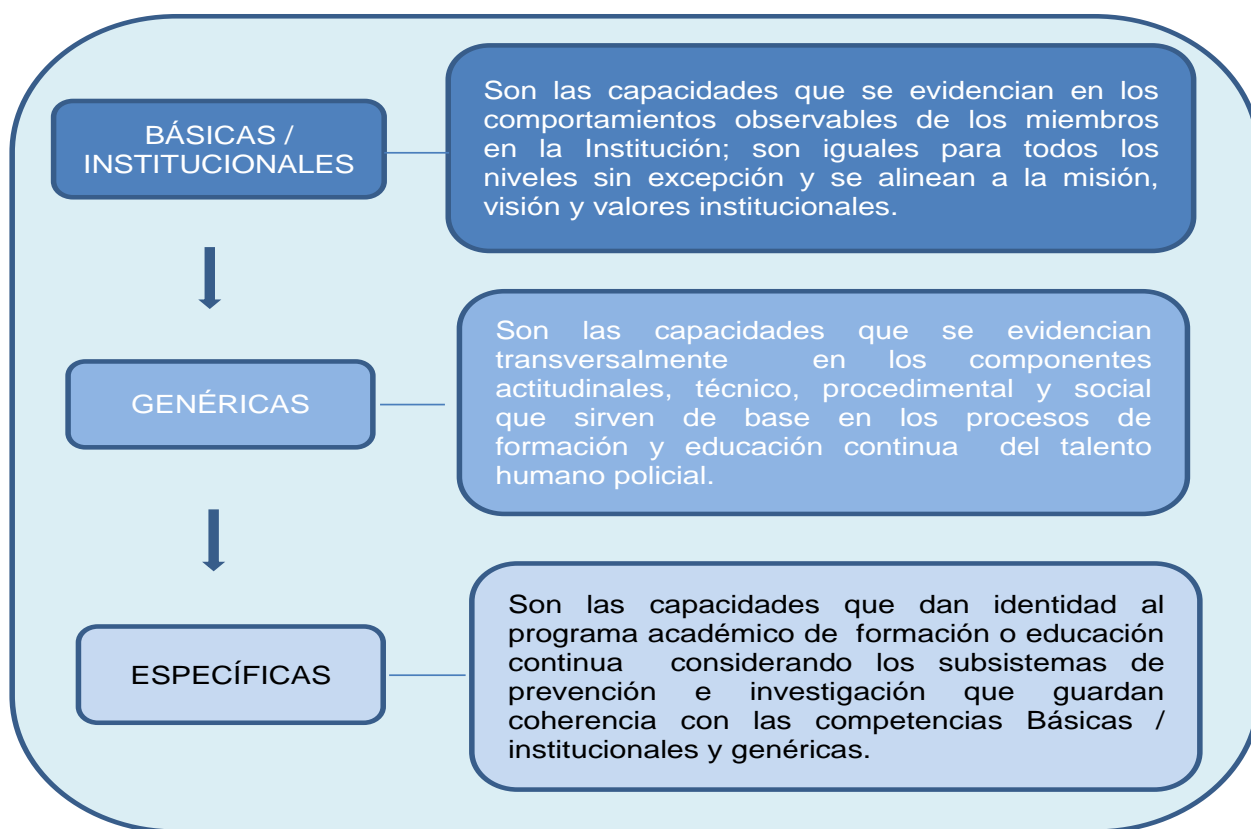 BÁSICAS /
INSTITUCIONALES
Son las capacidades que se evidencian en los
comportamientos observables de los miembros
en la Institución; son iguales para todos los
niveles sin excepción y se alinean a la misión,
visión y valores institucionales.
GENÉRICAS
Son las capacidades que se evidencian
transversalmente en los componentes
actitudinales, técnico, procedimental y social
que sirven de base en los procesos de
formación y educación continua del talento
humano policial.
ESPECÍFICAS
Son las capacidades que dan identidad al
programa académico de formación o educación
continua considerando los subsistemas de
prevención e investigación que guardan
coherencia con las competencias Básicas /
institucionales y genéricas.